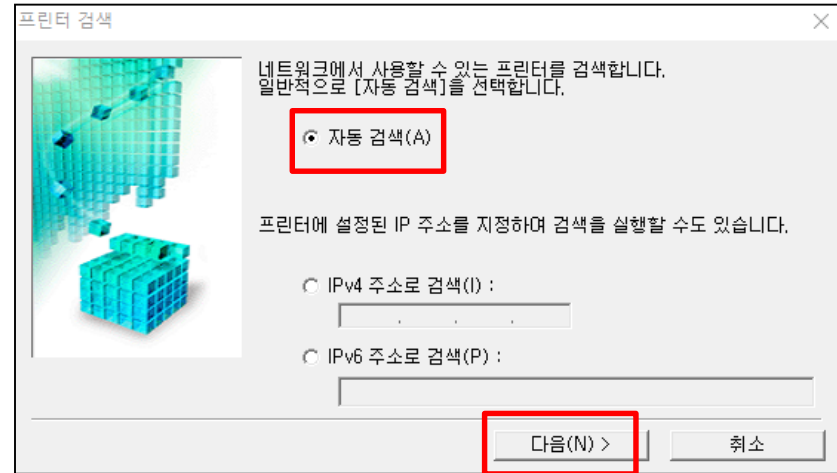 프린터 검색
네트워크에서 사용할 수 있는 프린터를 검색합니다.
일반적으로 [자동 검색]을 선택합니다.
자동 검색(A)
프린터에 설정된 IP 주소를 지정하여 검색을 실행할 수도 있습니다.
IPv4 주소로 검색(I) :
. . .
IPv6 주소로 검색(P) :
다음(N) > 취소